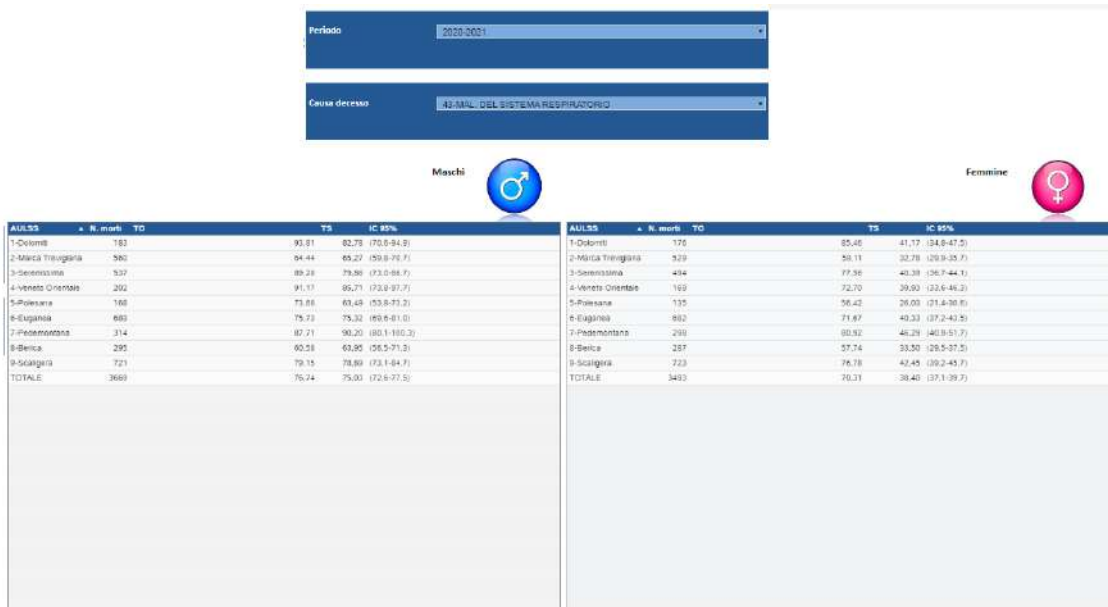 Periodo 2020-2021
Causa decesso 43-MAL. DEL SISTEMA RESPIRATORIO
Maschi
Femmine
AULSS N. morti TO TS IC 95%
1-Dolomiti 183 93,81 82,78 (70,6-94,9)
2-Marca Trevigiana 580 64,44 65,27 (59,8-70,7)
3-Serenissima 537 89,28 79,86 (73,0-86,7)
4-Veneto Orientale 202 91,17 85,71 (73,8-97,7)
5-Polesana 168 73,88 63,49 (53,8-73,2)
6-Euganea 75,73 75,32 (69,6-81,0)
7-Pedemontana 314 87,71 90,20 (80,1-100,3)
8-Berica 295 60,58 63,95 (56,5-71,3)
9-Scaligera 721 79,15 78,89 (73,1-84,7)
TOTALE 3669 76,74 75,03 (72,6-77,5)
AULSS N. morti TO TS IC 95%
1-Dolomiti 176 85,46 41,17 (34,8-47,5)
2-Marca Trevigiana 529 59,11 32,78 (29,9-35,7)
3-Serenissima 494 77,56 40,39 (36,7-44,1)
4-Veneto Orientale 169 72,70 39,93 (33,6-46,3)
5-Polesana 135 56,42 26,03 (21,4-30,6)
6-Euganea 682 71,67 40,33 (37,2-43,5)
7-Pedemontana 298 80,92 46,29 (40,9-51,7)
8-Berica 287 57,74 33,50 (29,5-37,5)
9-Scaligera 723 76,78 42,45 (39,2-45,7)
TOTALE 3493 70,31 38,40 (37,1-39,7)